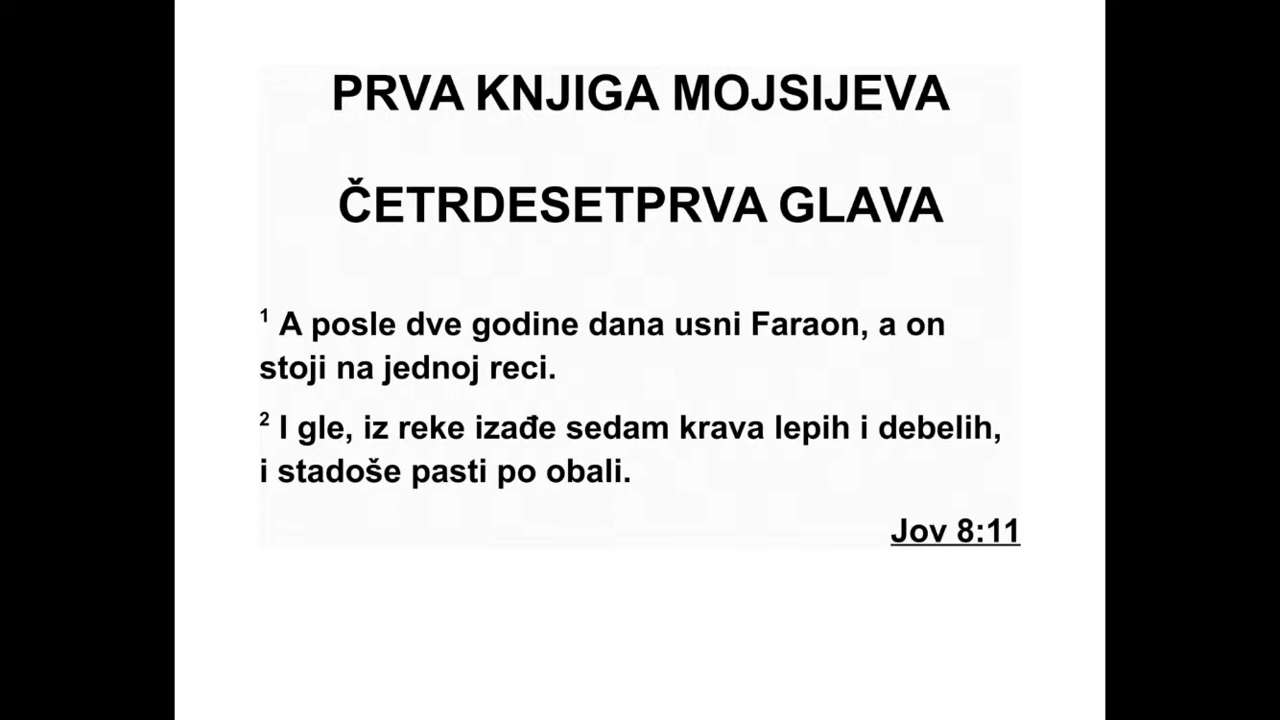 PRVA KNJIGA MOJSIJEVA
ČETRDESETPRVA GLAVA
1 A posle dve godine dana usni Faraon, a on
stoji na jednoj reci.
2 I gle, iz reke izađe sedam krava lepih i debelih,
i stadoše pasti po obali.
Jov 8:11